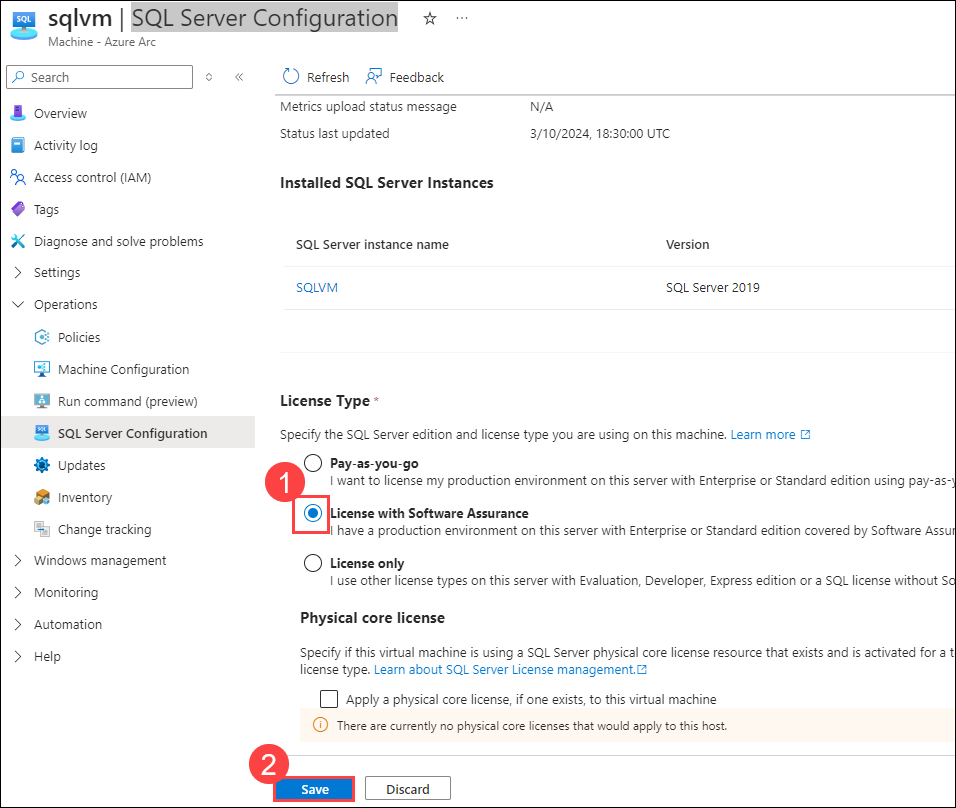 SQL
sqlvm | SQL Server Configuration
Machine - Azure Arc
Search
Refresh
Feedback
Overview
Activity log
Access control (IAM)
Tags
Diagnose and solve problems
Settings
Operations
Policies
Machine Configuration
Run command (preview)
SQL Server Configuration
Updates
Inventory
Change tracking
Windows management
Monitoring
Automation
Help
Metrics upload status message N/A
Status last updated 3/10/2024, 18:30:00 UTC
Installed SQL Server Instances
SQL Server instance name Version
SQLVM SQL Server 2019
License Type *
Specify the SQL Server edition and license type you are using on this machine. Learn more
Pay-as-you-go
I want to license my production environment on this server with Enterprise or Standard edition using pay-as-y
1
License with Software Assurance
I have a production environment on this server with Enterprise or Standard edition covered by Software Assur
License only
I use other license types on this server with Evaluation, Developer, Express edition or a SQL license without So
Physical core license
Specify if this virtual machine is using a SQL Server physical core license resource that exists and is activated for a t
license type. Learn about SQL Server License management.
Apply a physical core license, if one exists, to this virtual machine
There are currently no physical core licenses that would apply to this host.
2
Save
Discard